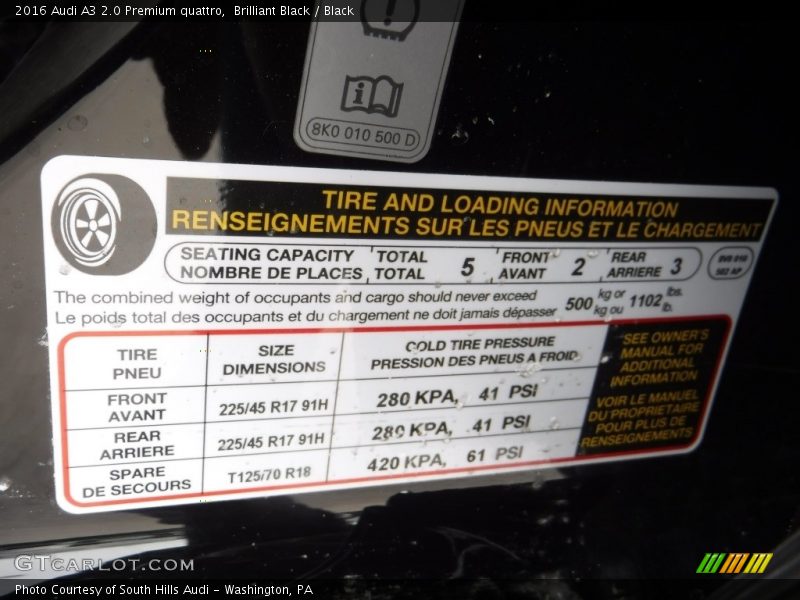 2016 Audi A3 2.0 Premium quattro, Brilliant Black / Black
8K0 010 500 D
TIRE AND LOADING INFORMATION
RENSEIGNEMENTS SUR LES PNEUS ET LE CHARGEMENT
SEATING CAPACITY TOTAL 5 FRONT 2 REAR 3
NOMBRE DE PLACES TOTAL AVANT ARRIERE
The combined weight of occupants and cargo should never exceed 500 kg or 1102 lbs.
Le poids total des occupants et du chargement ne doit jamais dépasser kg ou lb.
TIRE SIZE COLD TIRE PRESSURE
PNEU DIMENSIONS PRESSION DES PNEUS A FROID
FRONT
AVANT 225/45 R17 91H 280 KPA, 41 PSI
REAR
ARRIERE 225/45 R17 91H 280 KPA, 41 PSI
SPARE
DE SECOURS T125/70 R18 420 KPA, 61 PSI
SEE OWNER'S
MANUAL FOR
ADDITIONAL
INFORMATION
VOIR LE MANUEL
DU PROPRIETAIRE
POUR PLUS DE
RENSEIGNEMENTS
GTCARLOT.COM
Photo Courtesy of South Hills Audi - Washington, PA